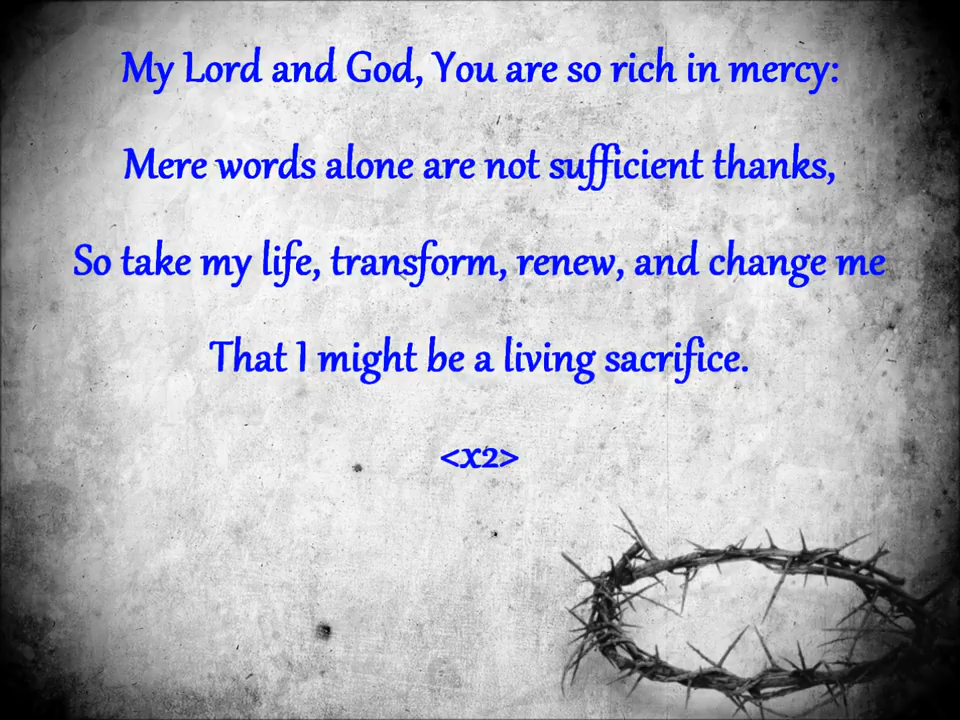 My Lord and God, You are so rich in mercy:
Mere words alone are not sufficient thanks,
So take my life, transform, renew, and change me
That I might be a living sacrifice.
<x2>